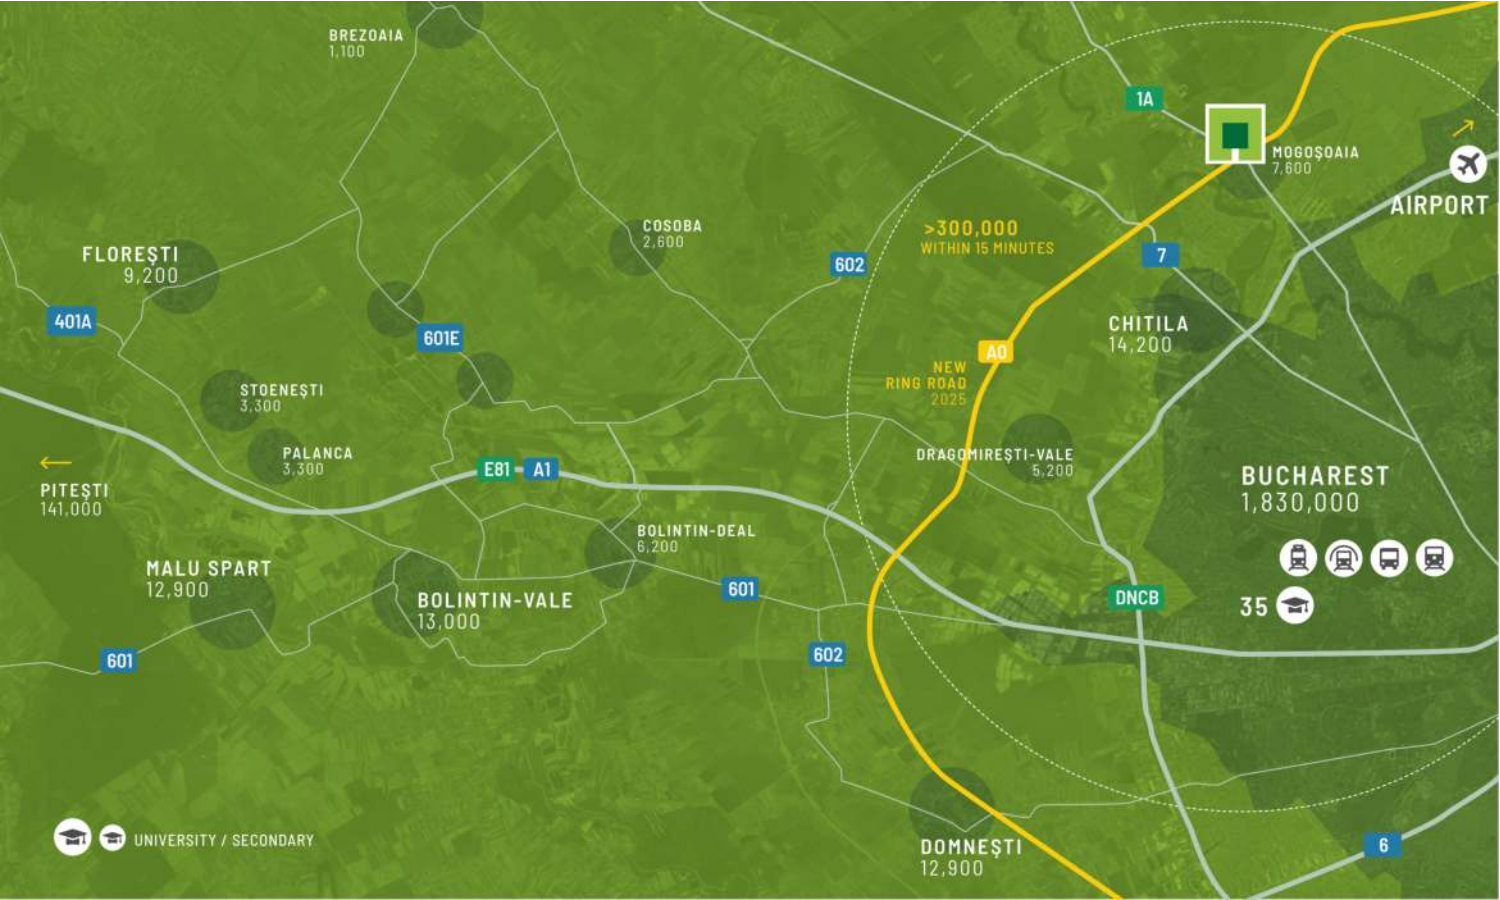 BREZOAIA
1,100
1A
MOGOŞOAIA
7,600
AIRPORT
COSOBA
2,600
>300,000
WITHIN 15 MINUTES
FLOREŞTI
9,200
602
7
401A
601E
CHITILA
14,200
A0
NEW
RING ROAD
2025
STOENEŞTI
3,300
PALANCA
3,300
DRAGOMIREŞTI-VALE
5,200
E81
A1
PITEŞTI
141,000
BUCHAREST
1,830,000
BOLINTIN-DEAL
6,200
MALU SPART
12,900
BOLINTIN-VALE
13,000
601
DNCB
35
601
602
UNIVERSITY / SECONDARY
DOMNEŞTI
12,900
6